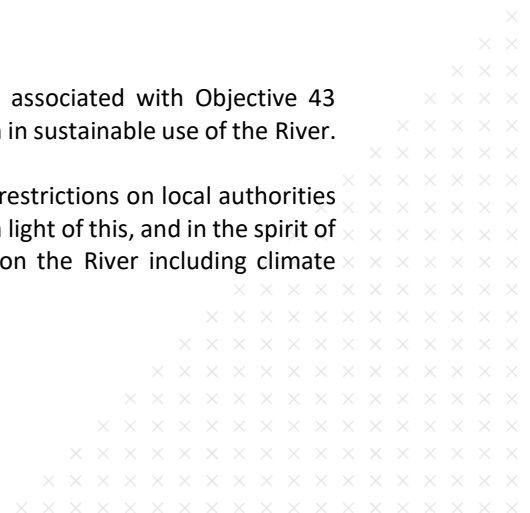 associated with Objective 43
in sustainable use of the River.
restrictions on local authorities
light of this, and in the spirit of
on the River including climate